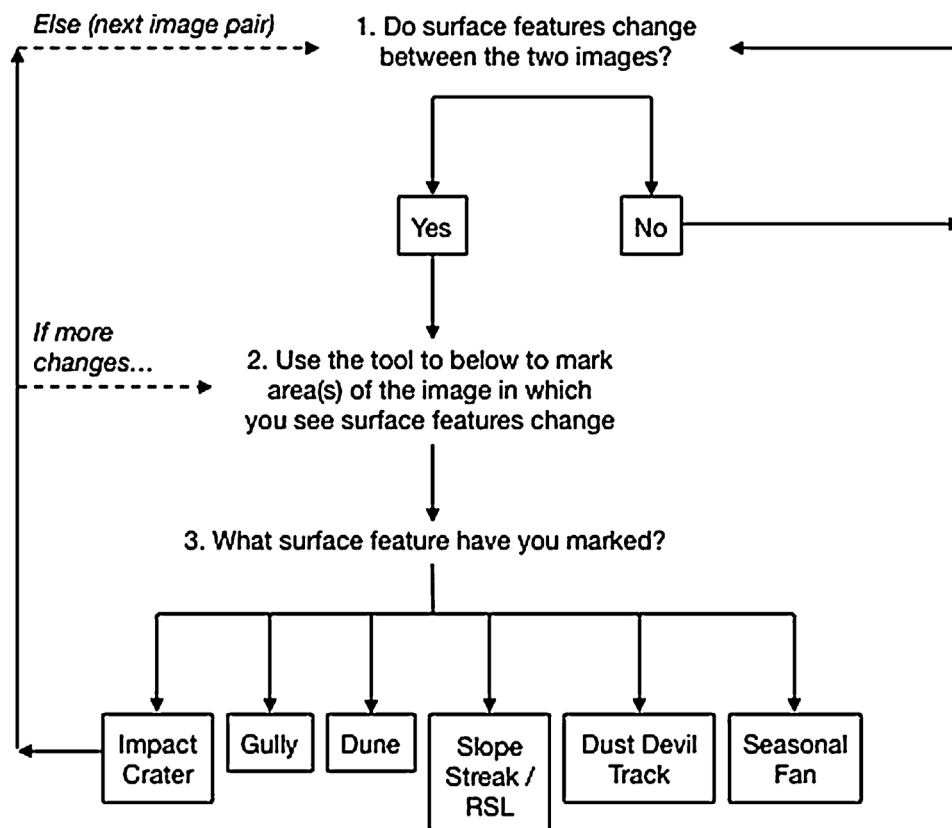 Else (next image pair)
1. Do surface features change
between the two images?
Yes
No
If more
changes...
2. Use the tool to below to mark
area(s) of the image in which
you see surface features change
3. What surface feature have you marked?
Impact
Crater
Gully
Dune
Slope
Streak /
RSL
Dust Devil
Track
Seasonal
Fan